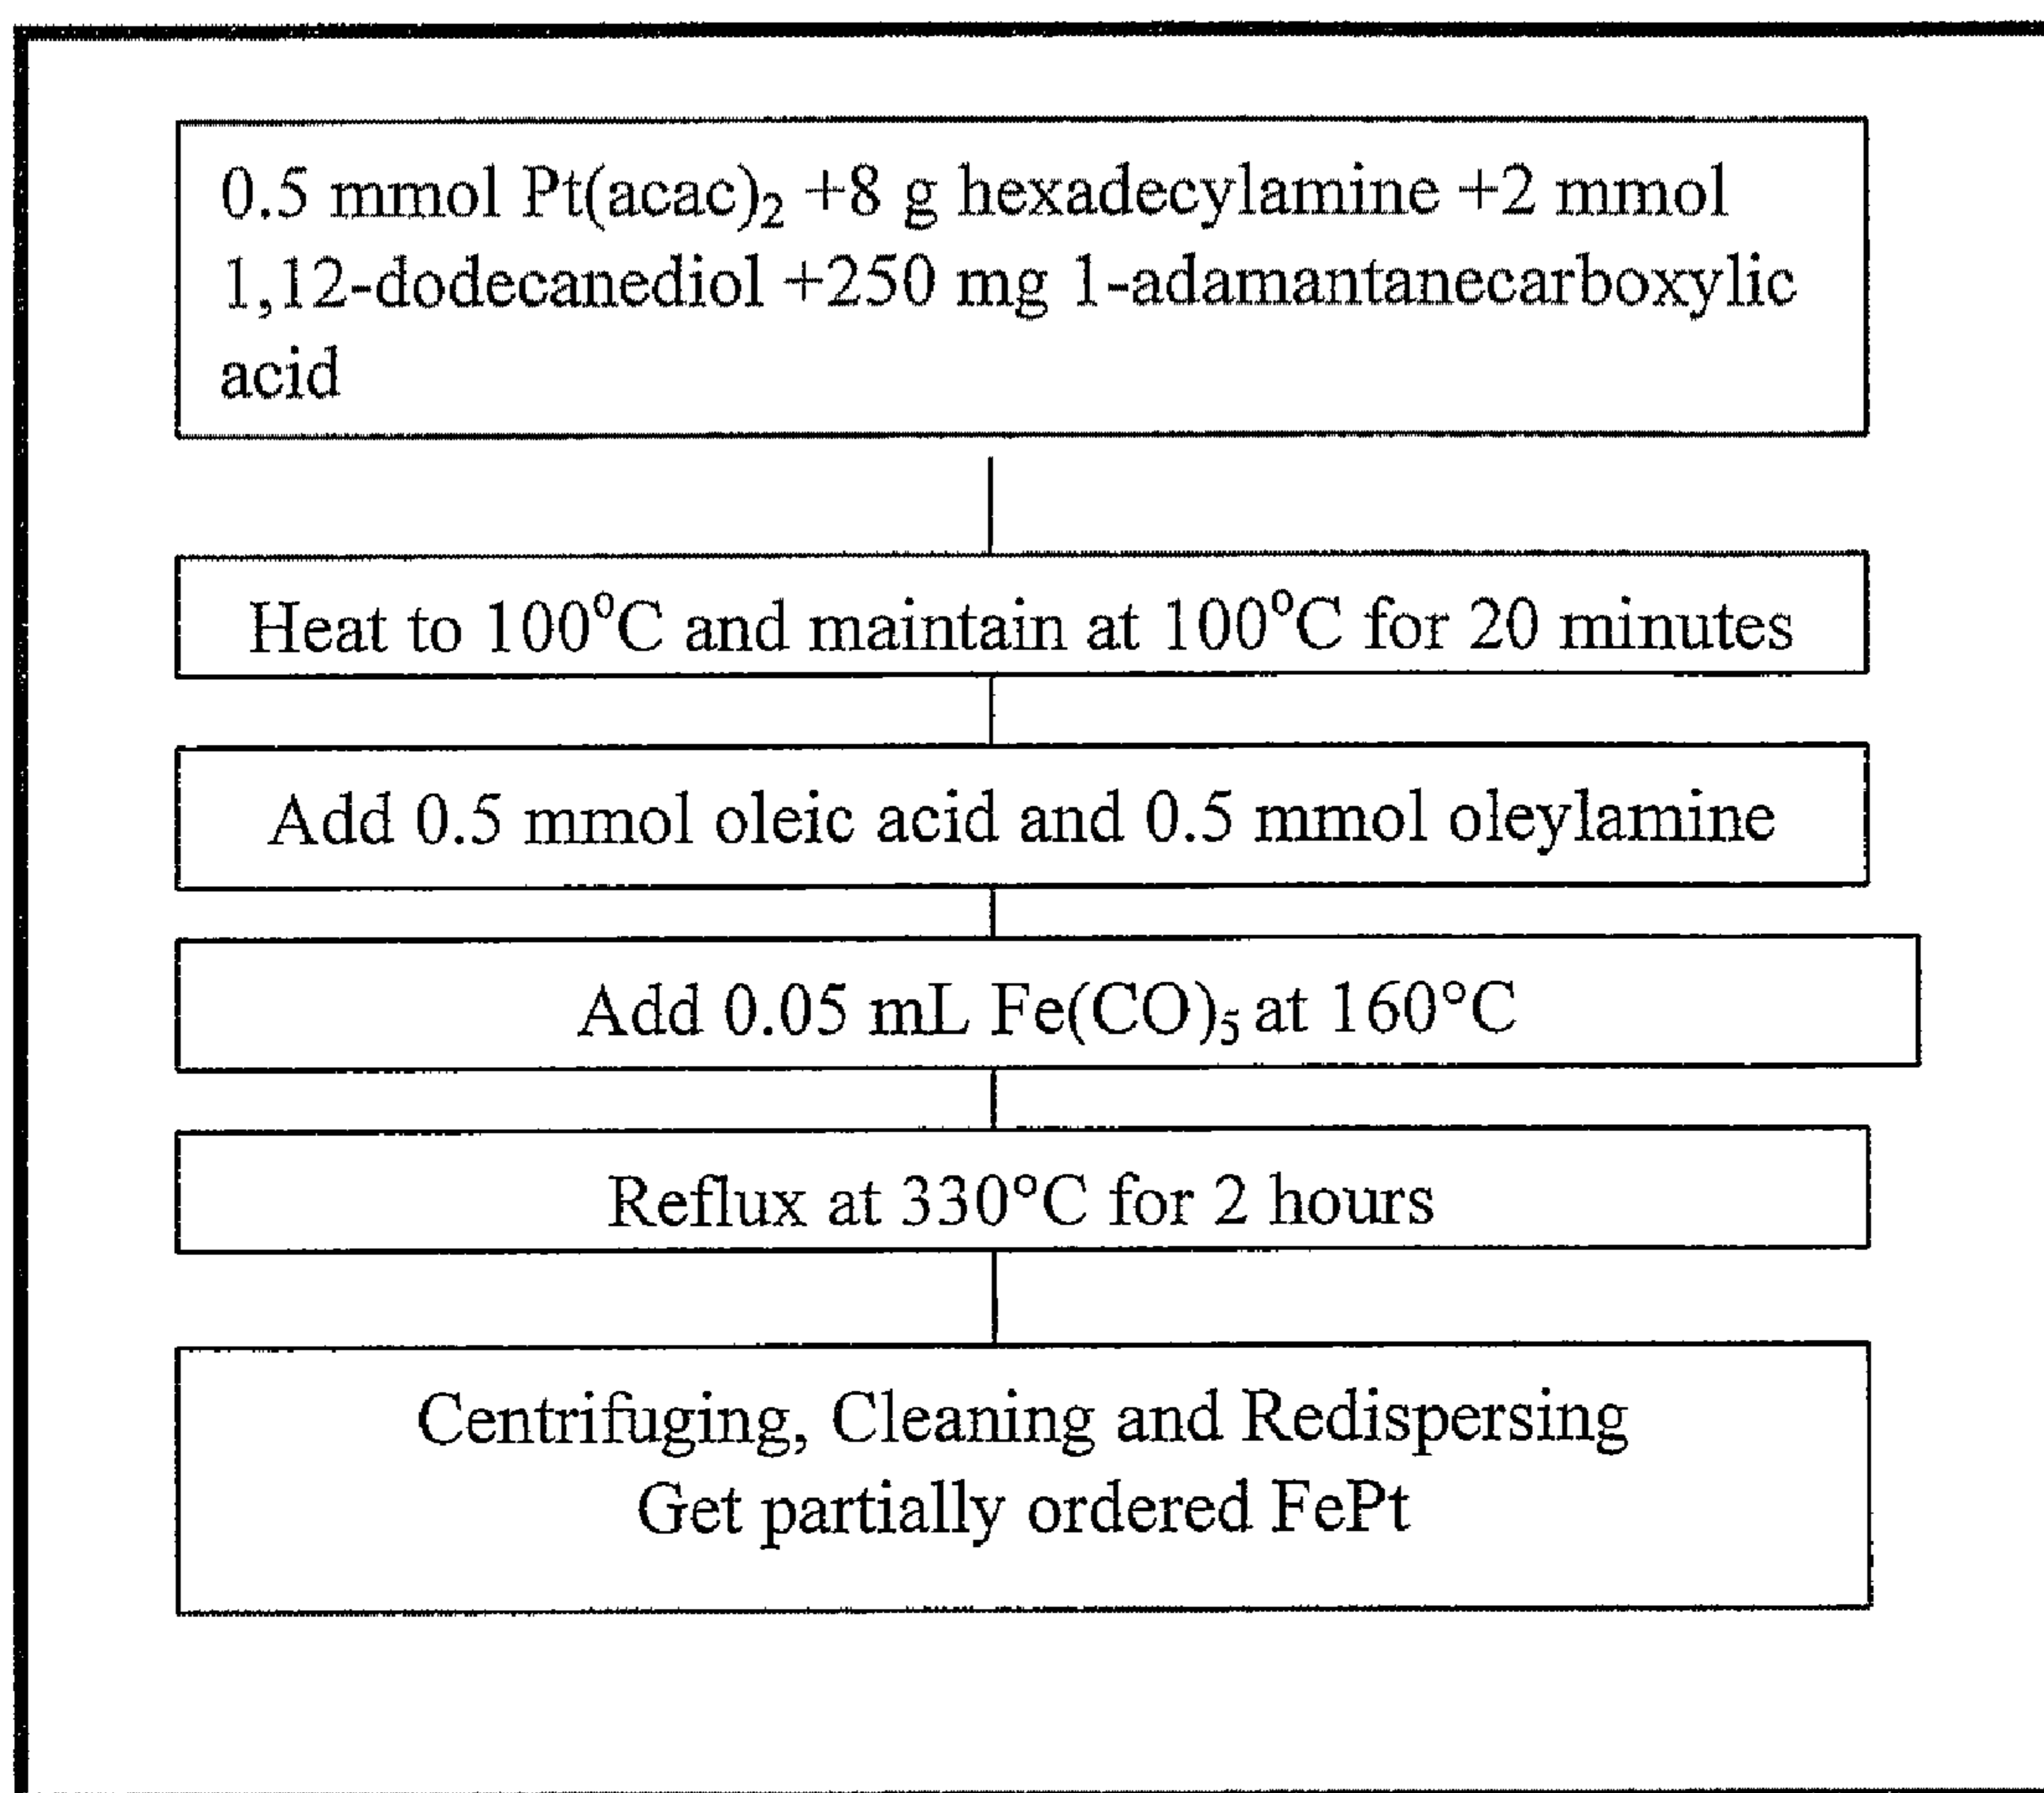 0.5 mmol Pt(acac)₂ +8 g hexadecylamine +2 mmol
1,12-dodecanediol +250 mg 1-adamantanecarboxylic
acid
Heat to 100⁰C and maintain at 100⁰C for 20 minutes
Add 0.5 mmol oleic acid and 0.5 mmol oleylamine
Add 0.05 mL Fe(CO)₅ at 160°C
Reflux at 330°C for 2 hours
Centrifuging, Cleaning and Redispersing
Get partially ordered FePt